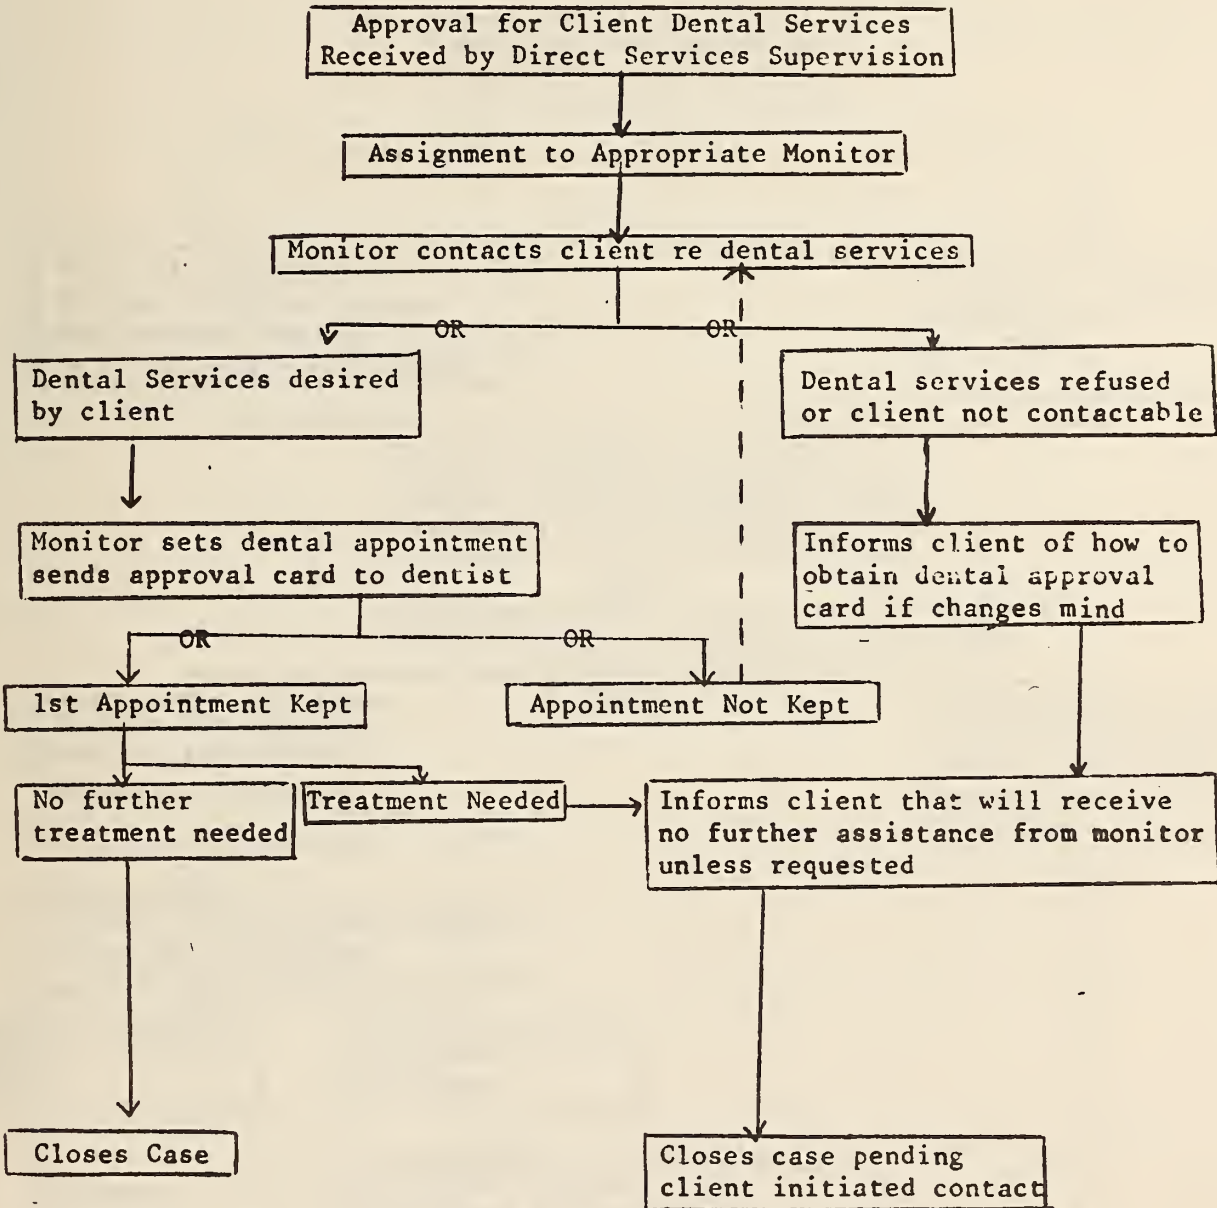 Approval for Client Dental Services
Received by Direct Services Supervision
Assignment to Appropriate Monitor
Monitor contacts client re dental services
OR
OR
Dental Services desired
by client
Dental services refused
or client not contactable
Monitor sets dental appointment
sends approval card to dentist
Informs client of how to
obtain dental approval
card if changes mind
OR
OR
1st Appointment Kept
Appointment Not Kept
No further
treatment needed
Treatment Needed
Informs client that will receive
no further assistance from monitor
unless requested
Closes Case
Closes case pending
client initiated contact